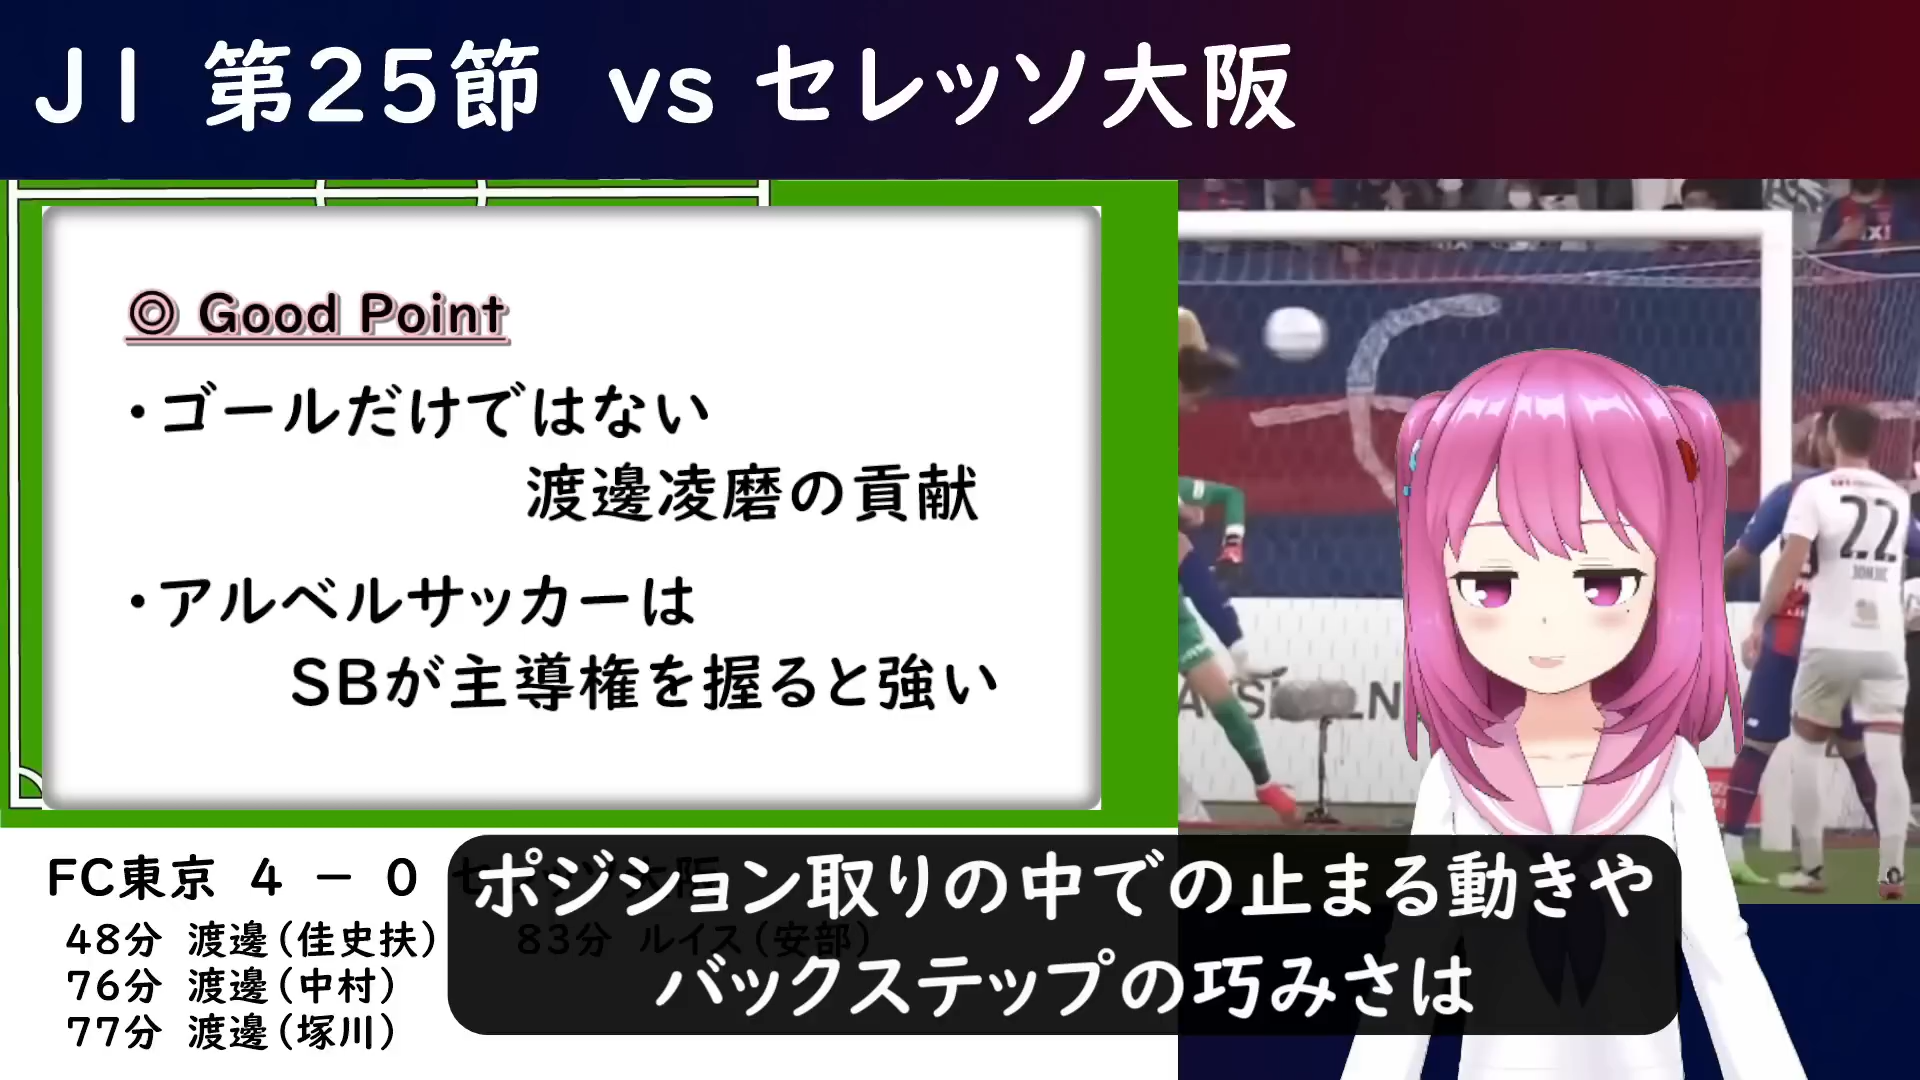 J1 第25節 vs セレッソ大阪
◎ Good Point
・ゴールだけではない
渡邊凌磨の貢献
・アルベルサッカーは
SBが主導権を握ると強い
22
FC東京 4 － 0 セレッソ大阪
48分 渡邊(佳史扶) 83分 ルイス(安部)
76分 渡邊(中村)
77分 渡邊(塚川)
ポジション取りの中での止まる動きや
バックステップの巧みさは